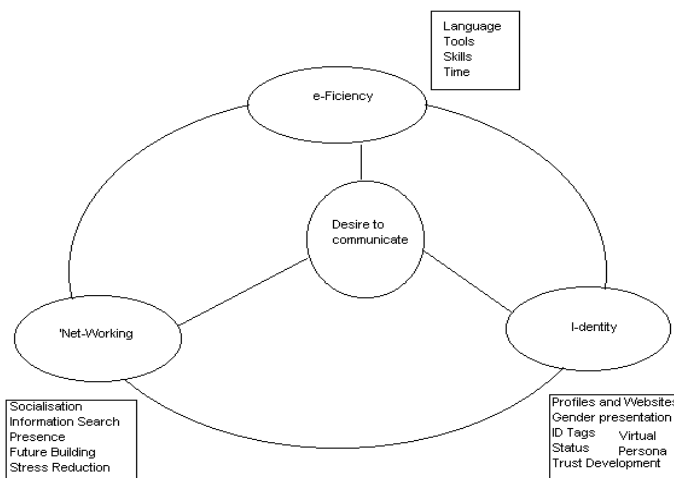 Language
Tools
Skills
Time
e-Ficiency
Desire to
communicate
'Net-Working
I-dentity
Socialisation
Information Search
Presence
Future Building
Stress Reduction
Profiles and Websites
Gender presentation
ID Tags Virtual
Status Persona
Trust Development